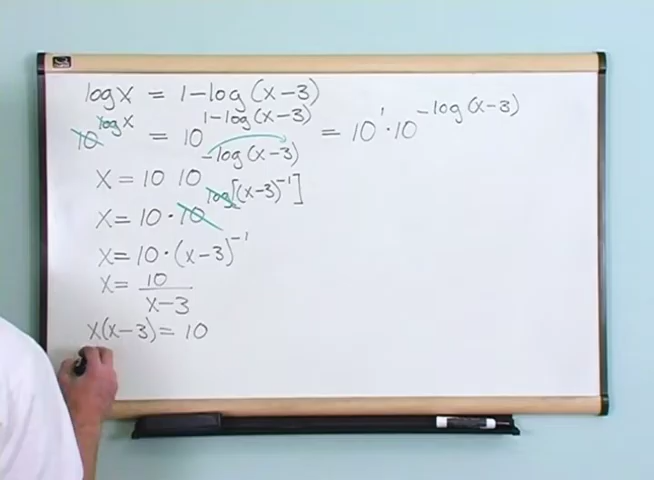 log x = 1 - log (x - 3)
10^log x = 10^1 - log (x - 3) = 10^1 · 10^-log (x - 3)
x = 10 10^-log (x - 3)
x = 10 · 10^log[(x - 3)^-1]
x = 10 · (x - 3)^-1
x = 10/(x - 3)
x(x - 3) = 10